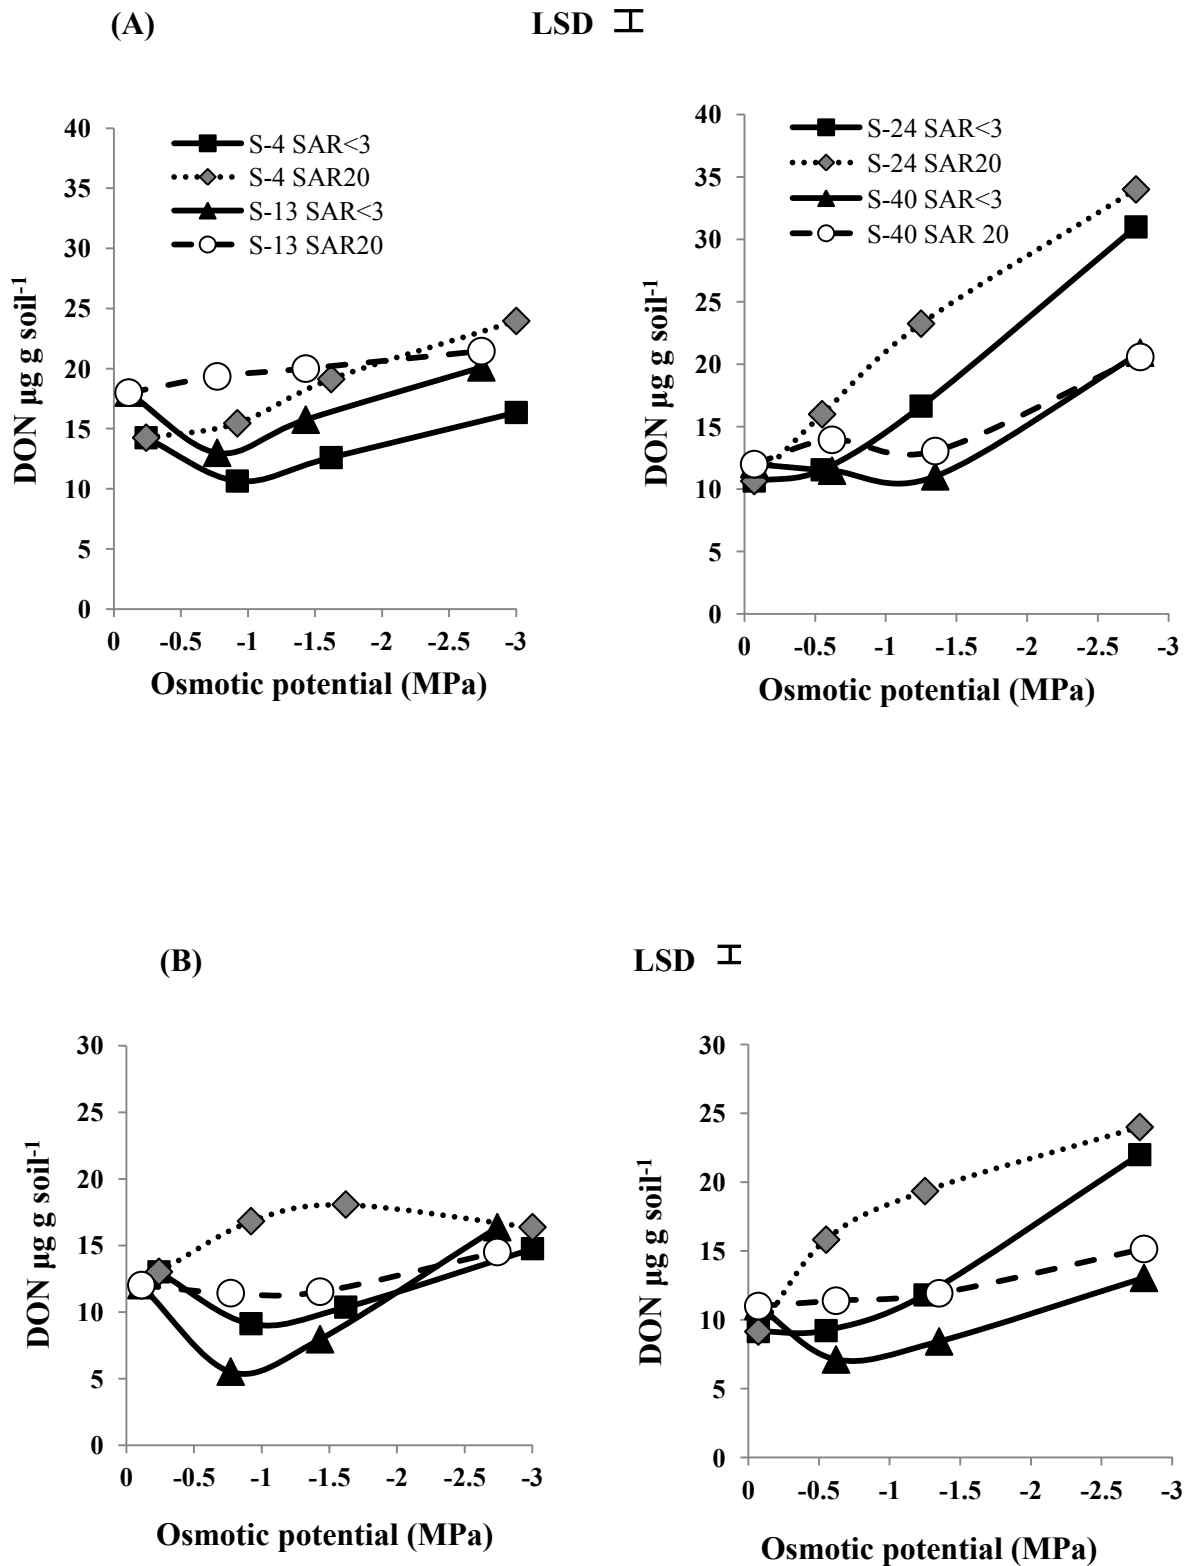 (A)
LSD
40
35
30
25
20
15
10
5
0
0 -0.5 -1 -1.5 -2 -2.5 -3
DON µg g soil-1
Osmotic potential (MPa)
S-4 SAR<3
S-4 SAR20
S-13 SAR<3
S-13 SAR20
40
35
30
25
20
15
10
5
0
0 -0.5 -1 -1.5 -2 -2.5 -3
DON µg g soil-1
Osmotic potential (MPa)
S-24 SAR<3
S-24 SAR20
S-40 SAR<3
S-40 SAR 20
(B)
LSD
30
25
20
15
10
5
0
0 -0.5 -1 -1.5 -2 -2.5 -3
DON µg g soil-1
Osmotic potential (MPa)
30
25
20
15
10
5
0
0 -0.5 -1 -1.5 -2 -2.5 -3
DON µg g soil-1
Osmotic potential (MPa)